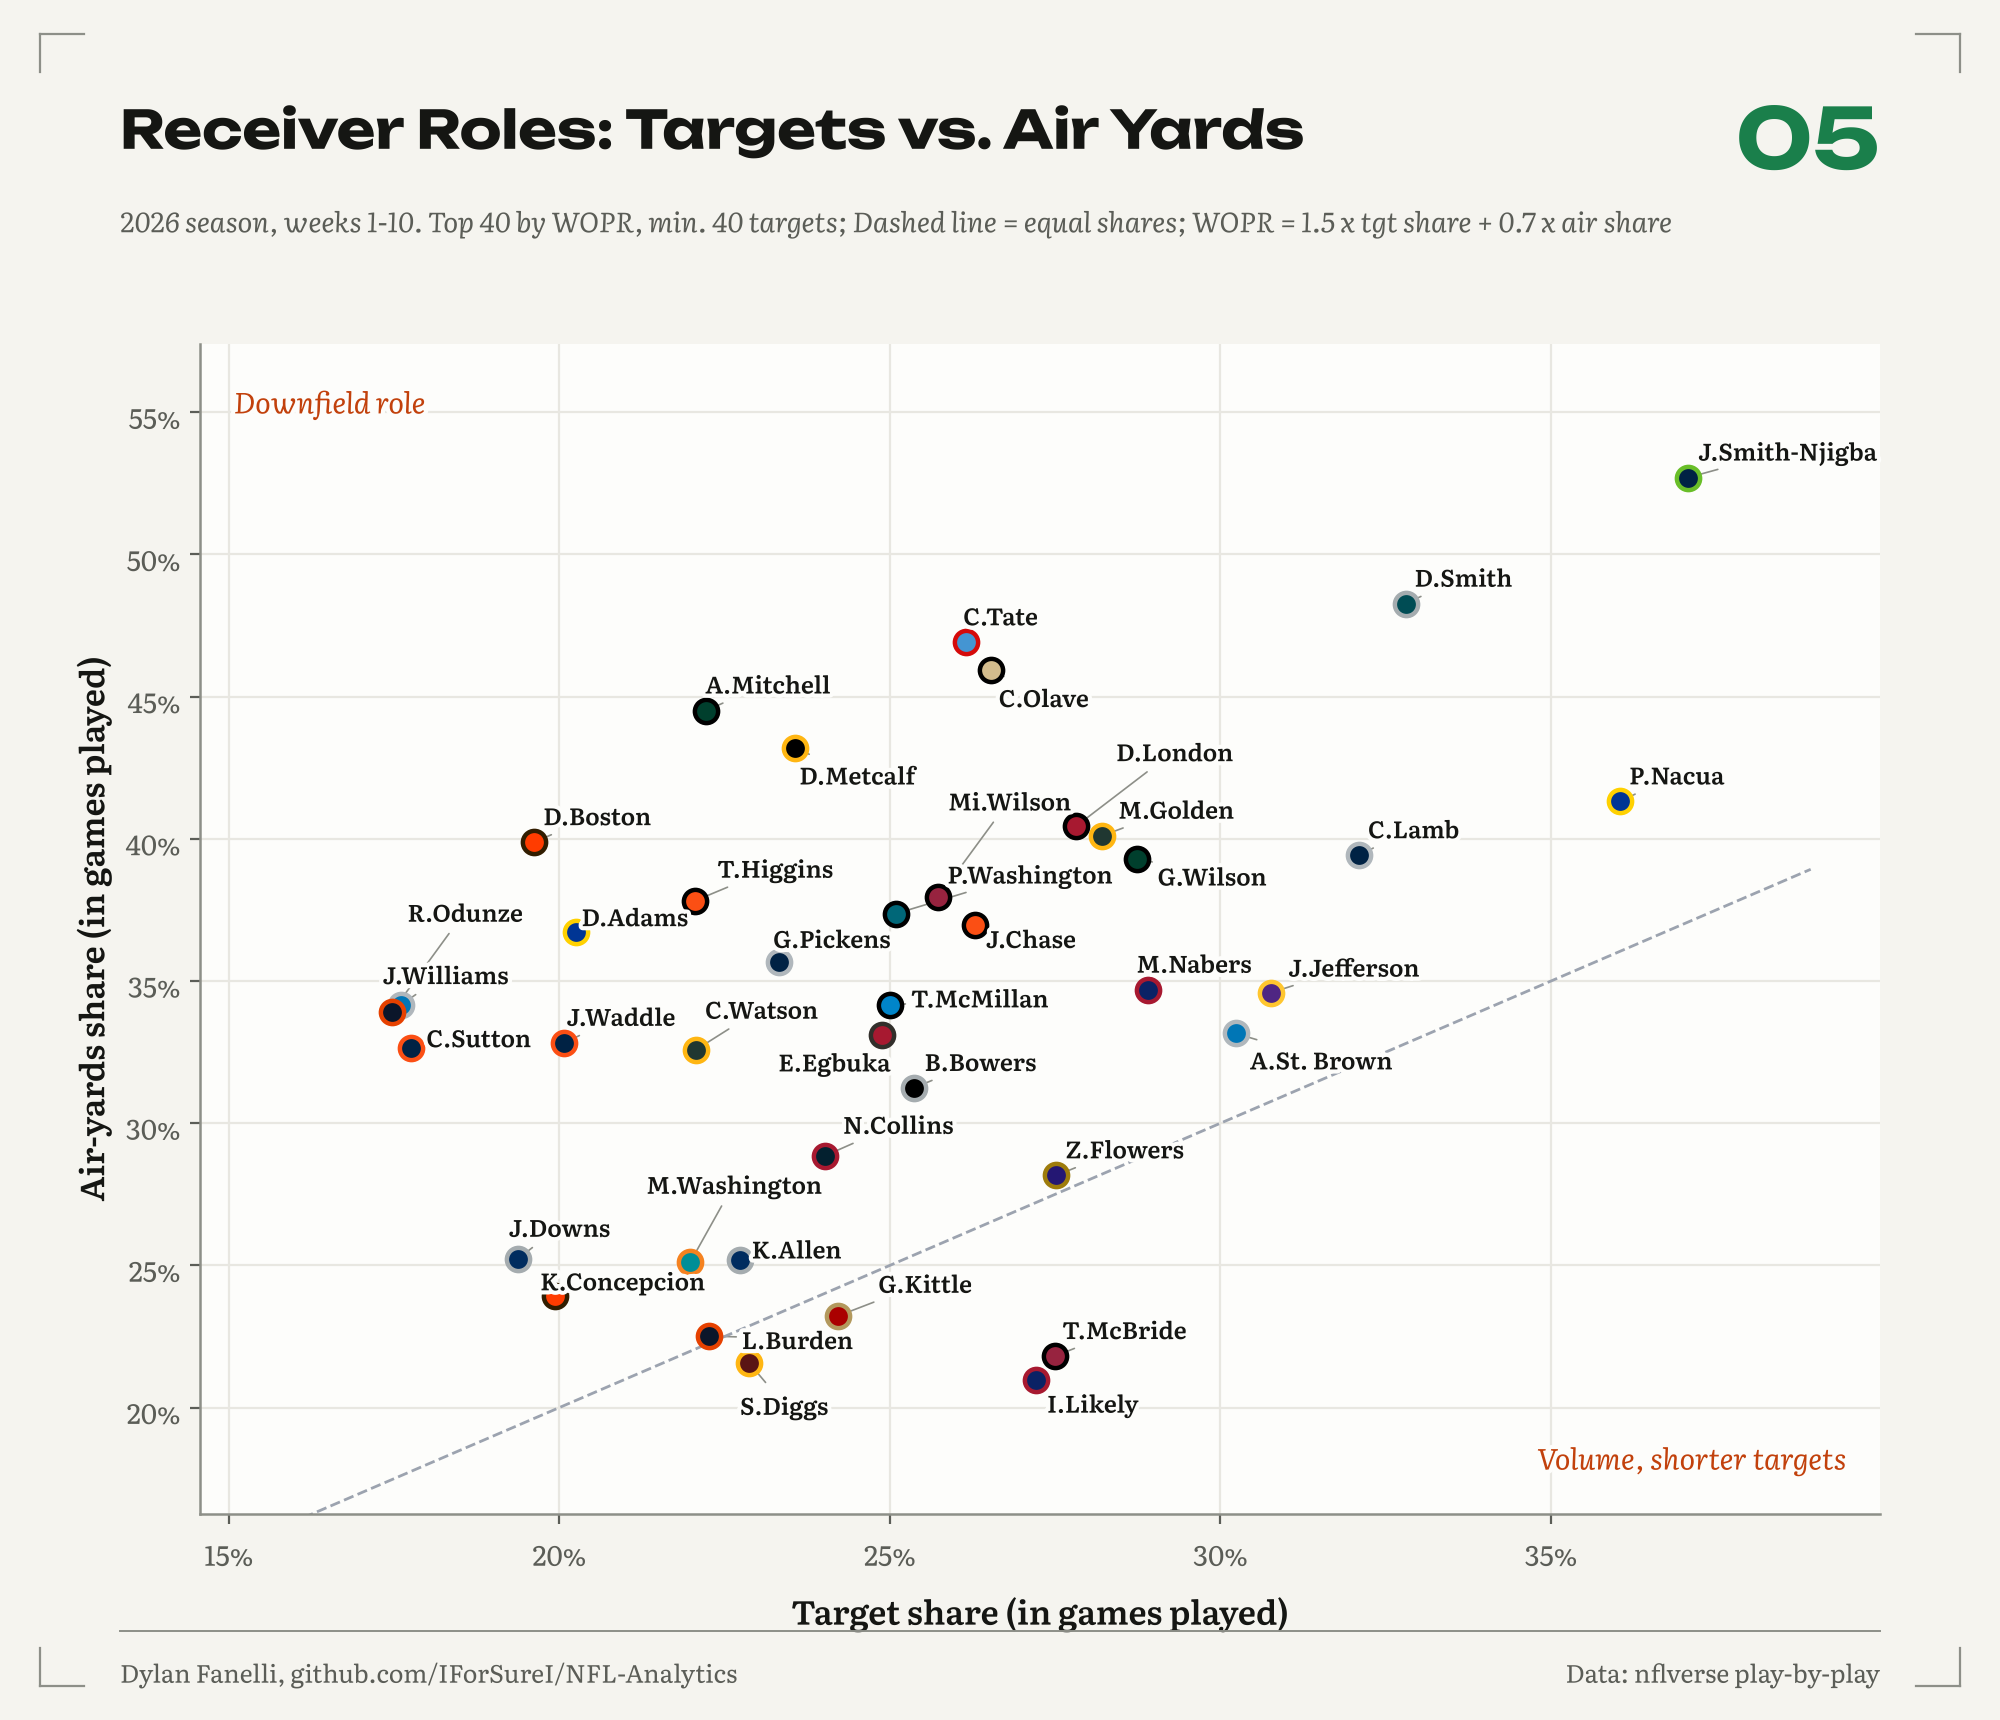 Receiver Roles: Targets vs. Air Yards
05
2026 season, weeks 1-10. Top 40 by WOPR, min. 40 targets; Dashed line = equal shares; WOPR = 1.5 x tgt share + 0.7 x air share
Downfield role
55%
J.Smith-Njigba
50%
D.Smith
C.Tate
A.Mitchell
C.Olave
45%
D.London
D.Metcalf
P.Nacua
Mi.Wilson
M.Golden
D.Boston
C.Lamb
40%
T.Higgins
P.Washington
G.Wilson
R.Odunze
D.Adams
G.Pickens
J.Chase
M.Nabers
J.Jefferson
J.Williams
35%
T.McMillan
C.Watson
J.Waddle
C.Sutton
E.Egbuka
B.Bowers
A.St. Brown
N.Collins
30%
Z.Flowers
M.Washington
J.Downs
K.Allen
25%
K.Concepcion
G.Kittle
T.McBride
L.Burden
S.Diggs
I.Likely
20%
Volume, shorter targets
Air-yards share (in games played)
15%
20%
25%
30%
35%
Target share (in games played)
Dylan Fanelli, github.com/IForSureI/NFL-Analytics
Data: nflverse play-by-play